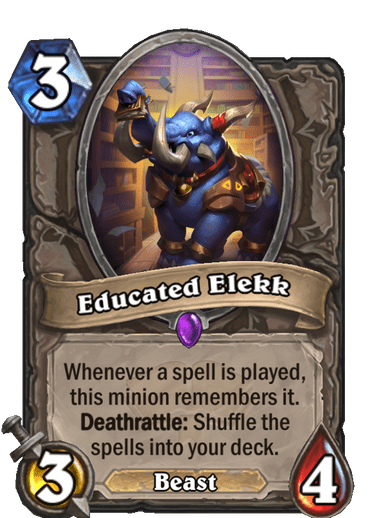 3
Educated Elekk
Whenever a spell is played,
this minion remembers it.
Deathrattle: Shuffle the
spells into your deck.
3
Beast
4